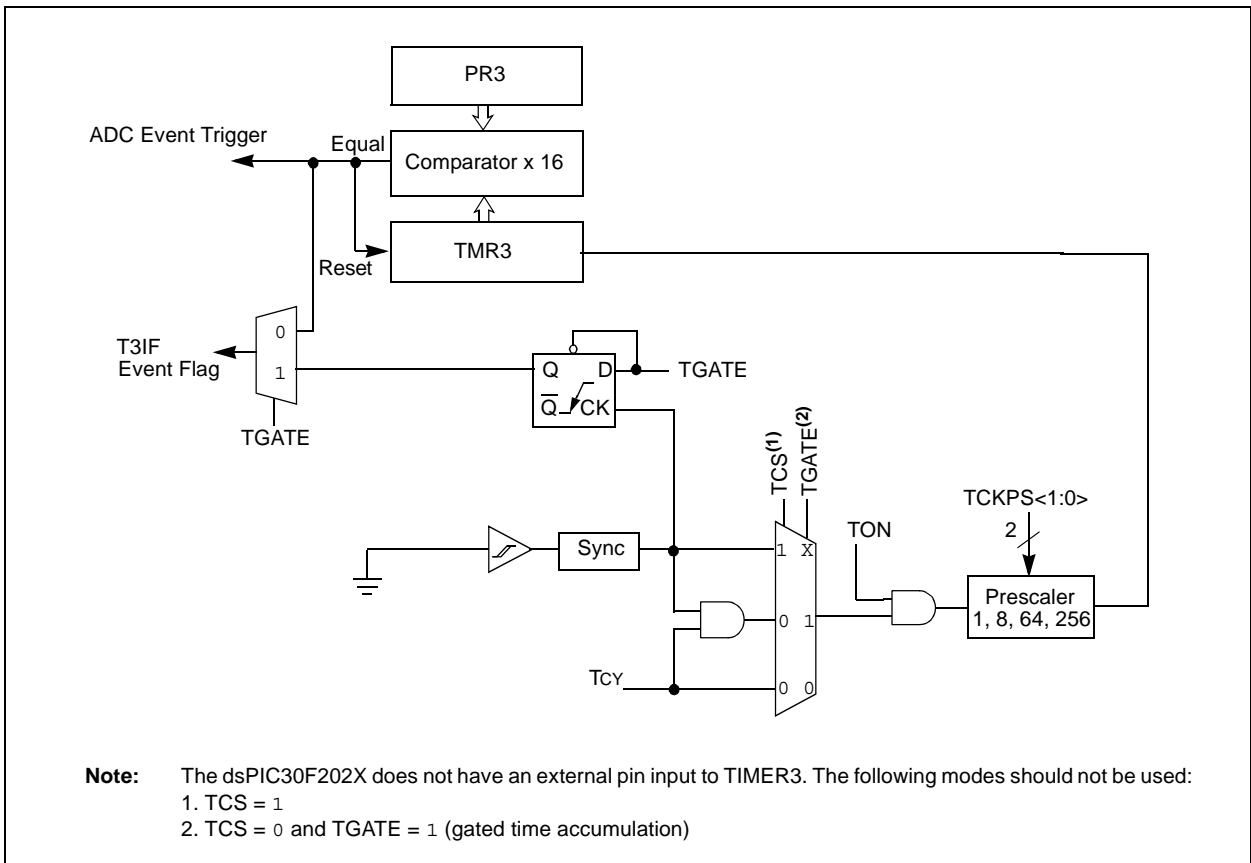 PR3
ADC Event Trigger
Equal
Comparator x 16
Reset
TMR3
0
1
T3IF
Event Flag
TGATE
Q D
Q CK
TGATE
TCS(1)
TGATE(2)
TCKPS<1:0>
2
TON
Sync
1 X
0 1
0 0
Prescaler
1, 8, 64, 256
TCY
Note: The dsPIC30F202X does not have an external pin input to TIMER3. The following modes should not be used:
1. TCS = 1
2. TCS = 0 and TGATE = 1 (gated time accumulation)